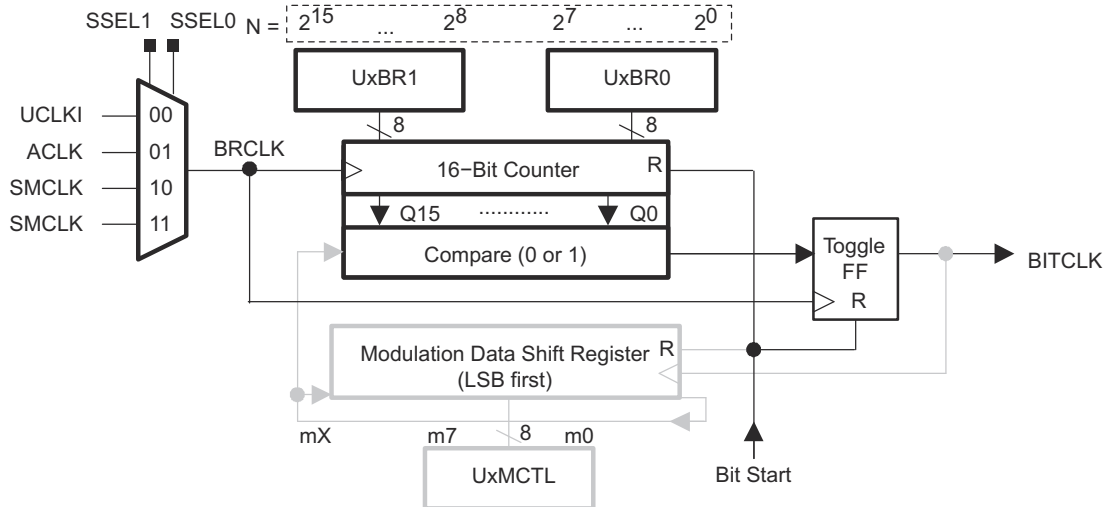 SSEL1 SSEL0 N = 2^15 ... 2^8 2^7 ... 2^0
UxBR1 UxBR0
8 8
UCLKI 00
ACLK 01
SMCLK 10
SMCLK 11
BRCLK
16−Bit Counter R
Q15 ............ Q0
Compare (0 or 1)
Toggle
FF
R
BITCLK
Modulation Data Shift Register R
(LSB first)
mX m7 8 m0
UxMCTL
Bit Start